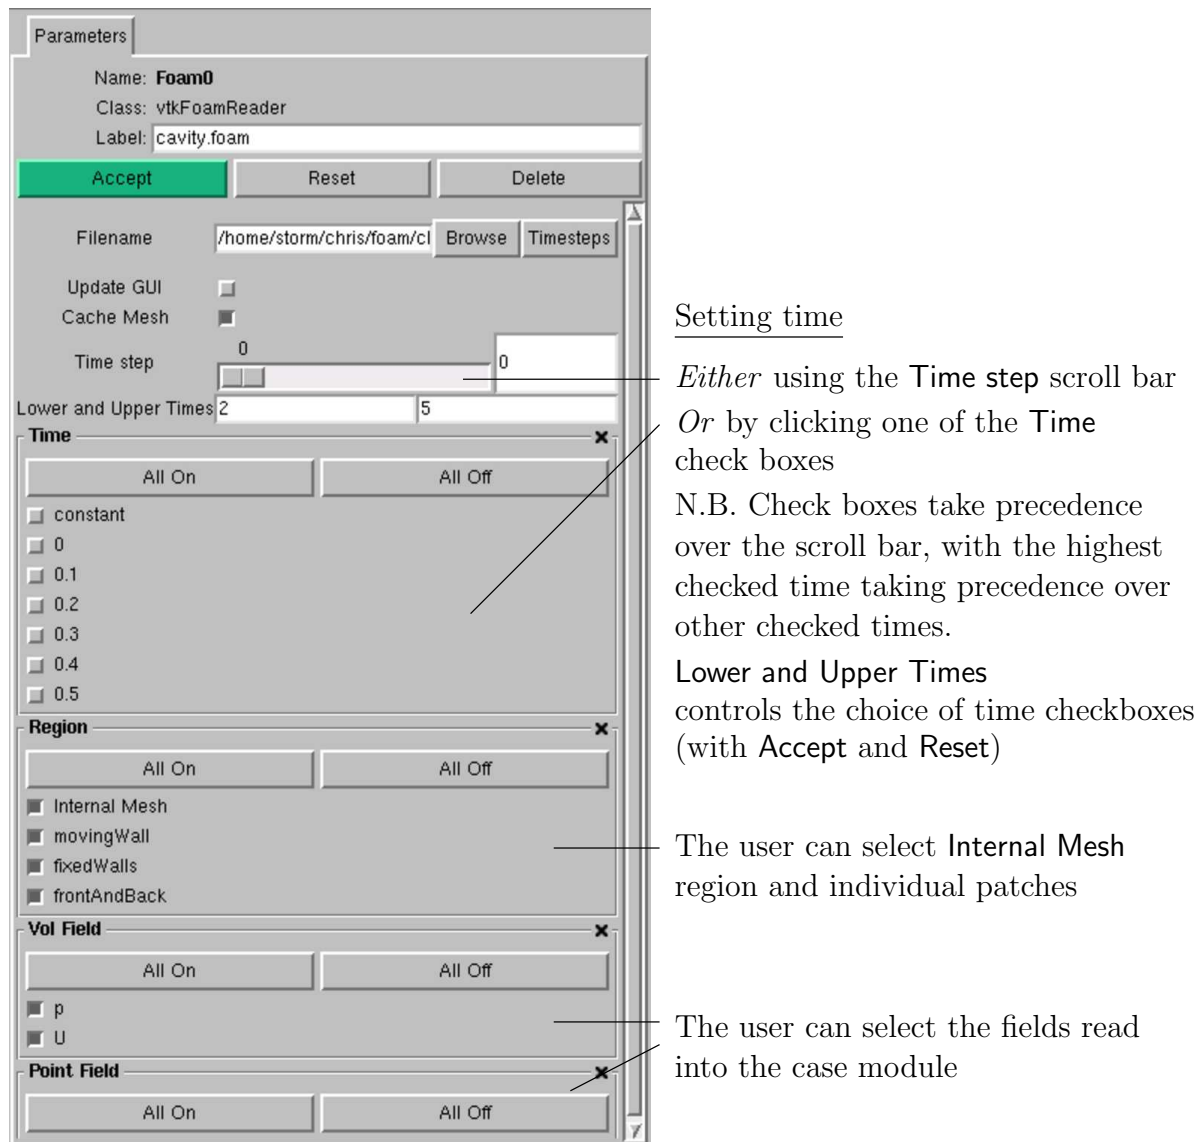 Parameters
Name: Foam0
Class: vtkFoamReader
Label: cavity.foam
Accept Reset Delete
Filename /home/storm/chris/foam/cl Browse Timesteps
Update GUI
Cache Mesh
Time step 0 0
Lower and Upper Times 2 5
Time
All On All Off
constant
0
0.1
0.2
0.3
0.4
0.5
Region
All On All Off
Internal Mesh
movingWall
fixedWalls
frontAndBack
Vol Field
All On All Off
p
U
Point Field
All On All Off
Setting time
Either using the Time step scroll bar
Or by clicking one of the Time
check boxes
N.B. Check boxes take precedence
over the scroll bar, with the highest
checked time taking precedence over
other checked times.
Lower and Upper Times
controls the choice of time checkboxes
(with Accept and Reset)
The user can select Internal Mesh
region and individual patches
The user can select the fields read
into the case module